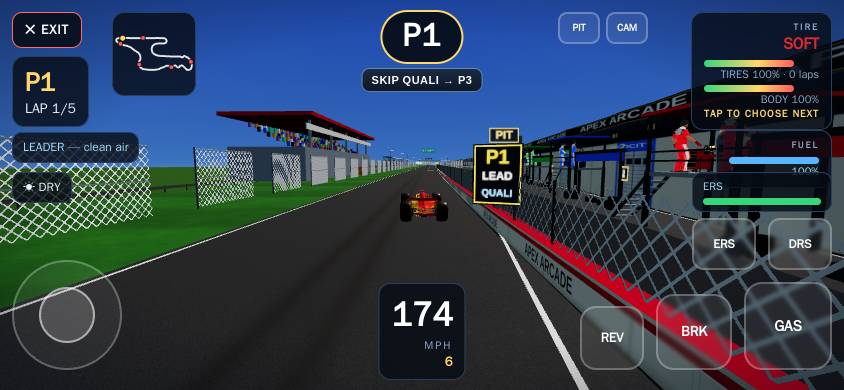 ✕ EXIT
P1
SKIP QUALI → P3
PIT
CAM
P1
LAP 1/5
LEADER — clean air
☀ DRY
TIRE
SOFT
TIRES 100% · 0 laps
BODY 100%
TAP TO CHOOSE NEXT
FUEL
100%
ERS
ERS
DRS
REV
BRK
GAS
174
MPH
6
PIT
P1
LEAD
QUALI
APEX ARCADE
APEX ARCADE